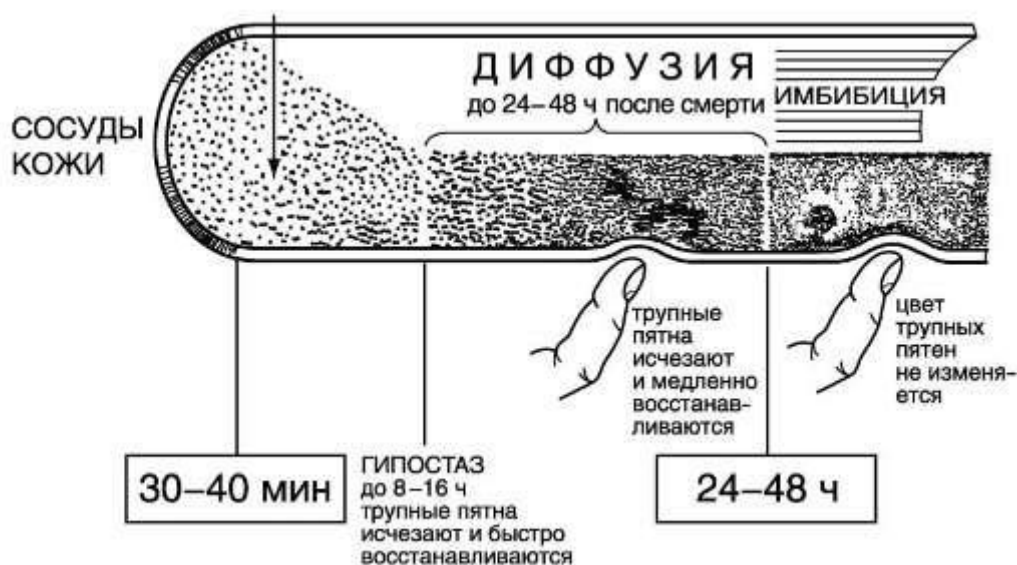 ДИФФУЗИЯ
до 24–48 ч после смерти
ИМБИБИЦИЯ
СОСУДЫ
КОЖИ
трупные
пятна
исчезают
и медленно
восстанав-
ливаются
цвет
трупных
пятен
не изменя-
ется
30–40 мин
ГИПОСТАЗ
до 8–16 ч
трупные пятна
исчезают и быстро
восстанавливаются
24–48 ч